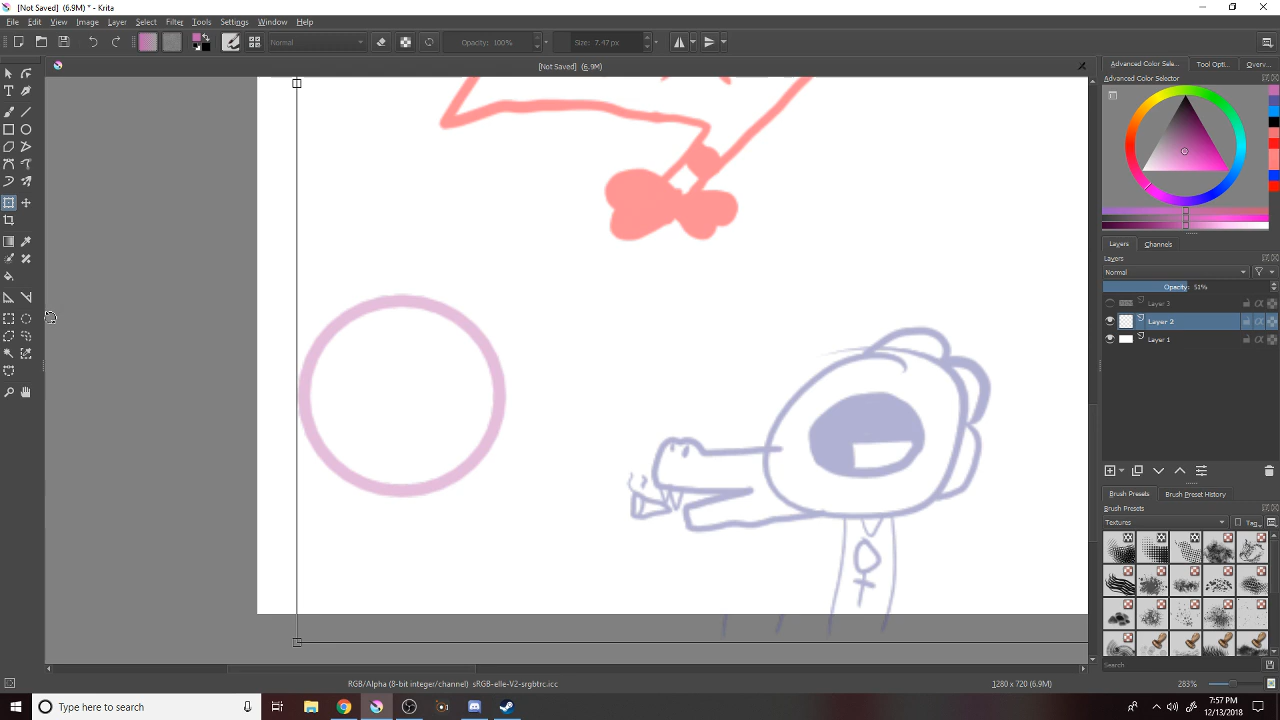 [Not Saved] (6.9M) * - Krita
File Edit View Image Layer Select Filter Tools Settings Window Help
Normal Opacity: 100% Size: 7.47 px
[Not Saved] (6.9M)
Advanced Color Sele... Tool Opti... Overv...
Advanced Color Selector
Layers Channels
Layers
Normal
Opacity: 51%
Layer 3
Layer 2
Layer 1
Brush Presets Brush Preset History
Brush Presets
Textures Tag
Search
RGB/Alpha (8-bit integer/channel) sRGB-elle-V2-srgbtrc.icc 1280 x 720 (6.9M) 283%
Type here to search
7:57 PM
12/13/2018